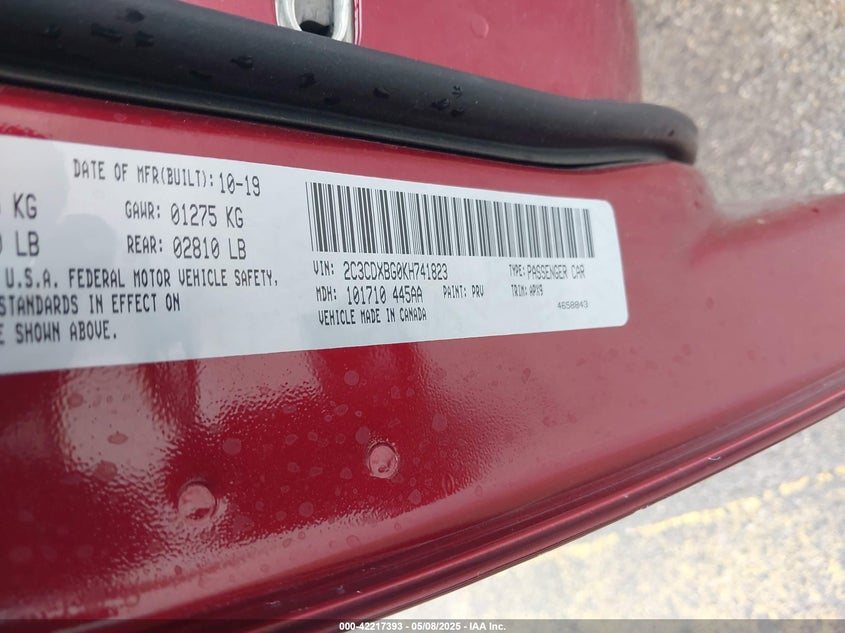 DATE OF MFR(BUILT): 10-19
KG GAWR: 01275 KG
LB REAR: 02810 LB
U.S.A. FEDERAL MOTOR VEHICLE SAFETY,
STANDARDS IN EFFECT ON
SHOWN ABOVE.
VIN: 2C3CDXBG0KH741823 TYPE: PASSENGER CAR
MDH: 101710 445AA PAINT: PRV TRIM: APX9
VEHICLE MADE IN CANADA 4658843
000-42217393 - 05/08/2025 - IAA Inc.